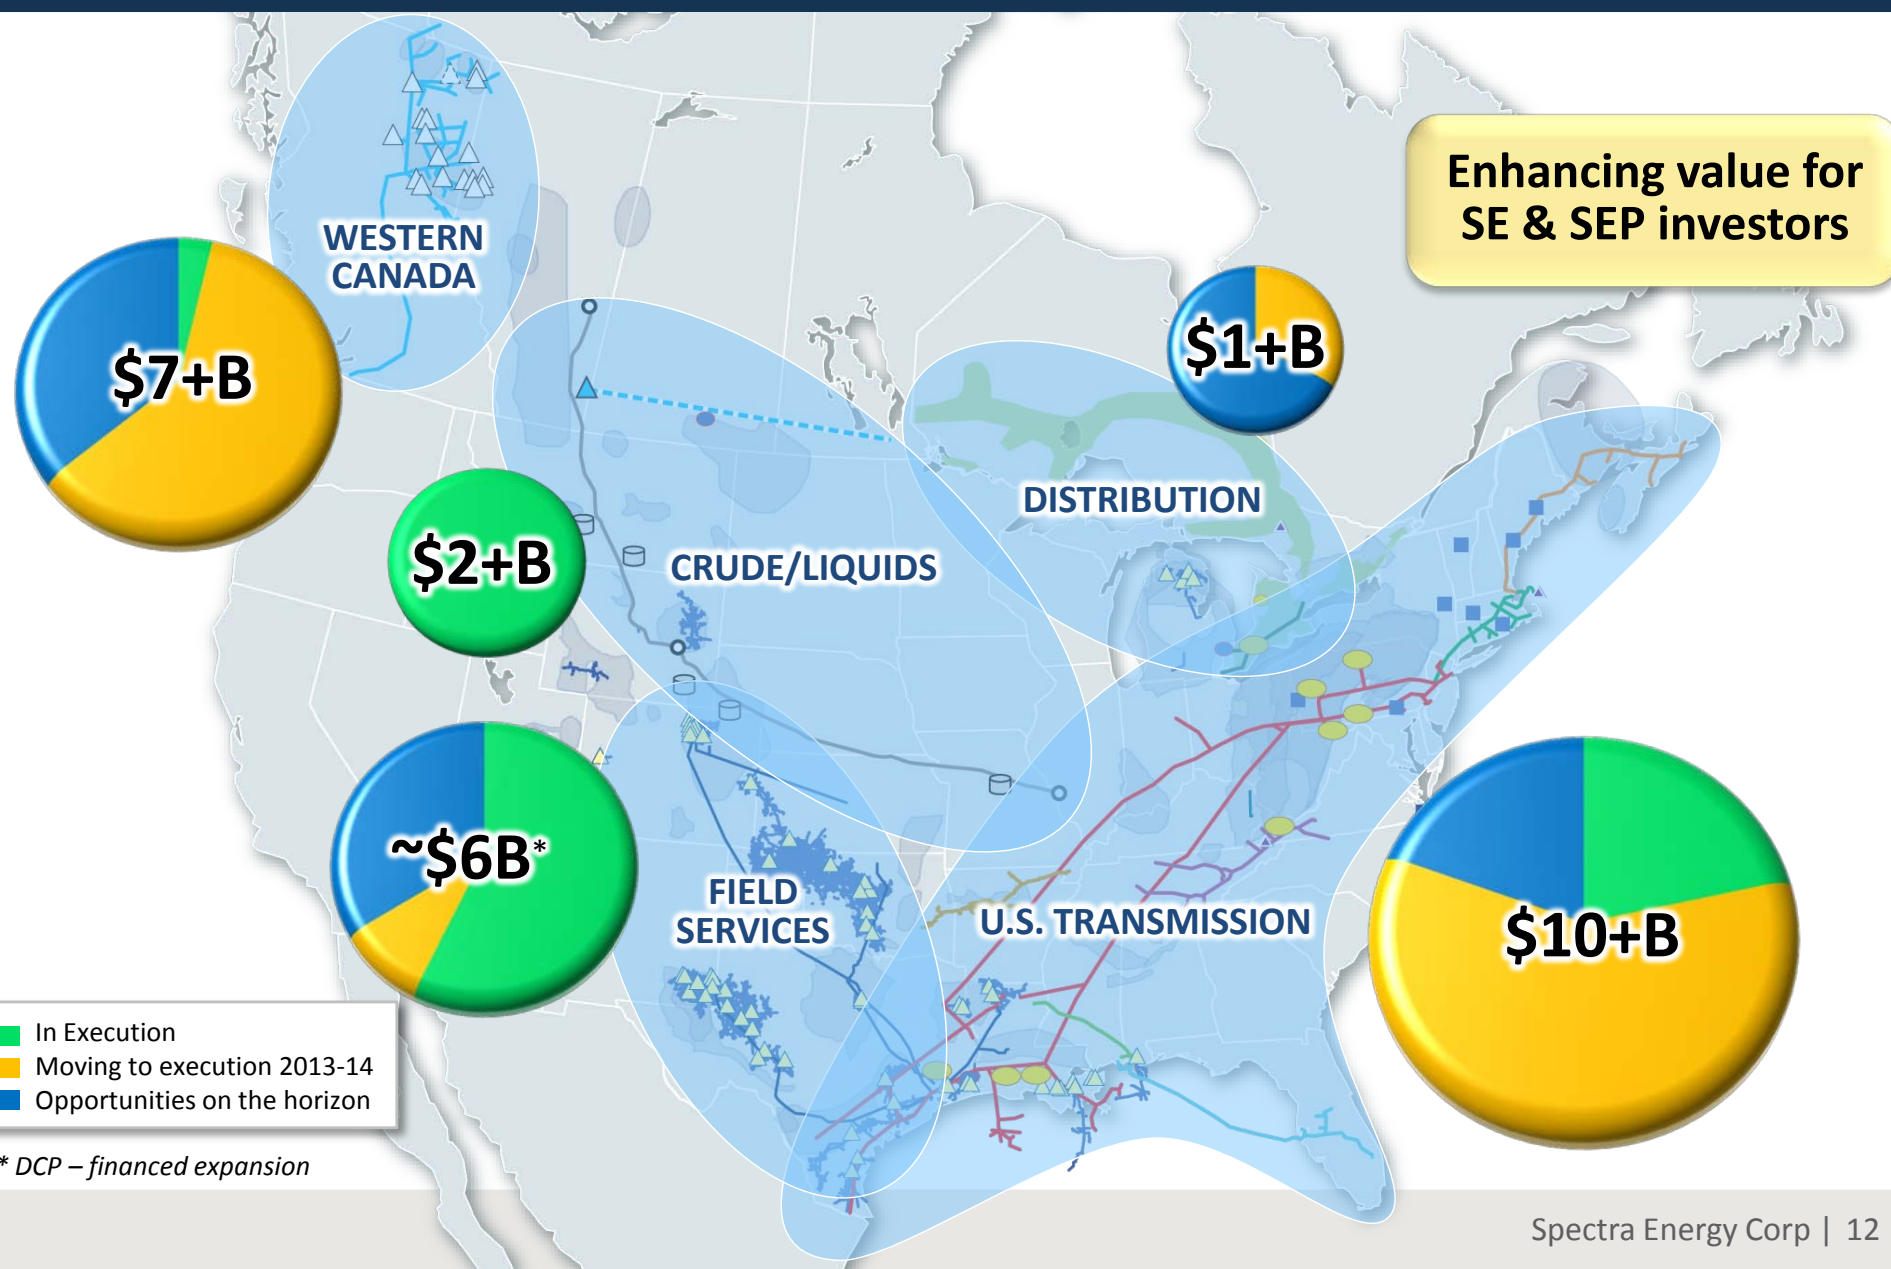 Enhancing value for
SE & SEP investors
WESTERN
CANADA
$7+B
$1+B
DISTRIBUTION
$2+B
CRUDE/LIQUIDS
~$6B*
FIELD
SERVICES
U.S. TRANSMISSION
$10+B
In Execution
Moving to execution 2013-14
Opportunities on the horizon
* DCP – financed expansion
Spectra Energy Corp | 12